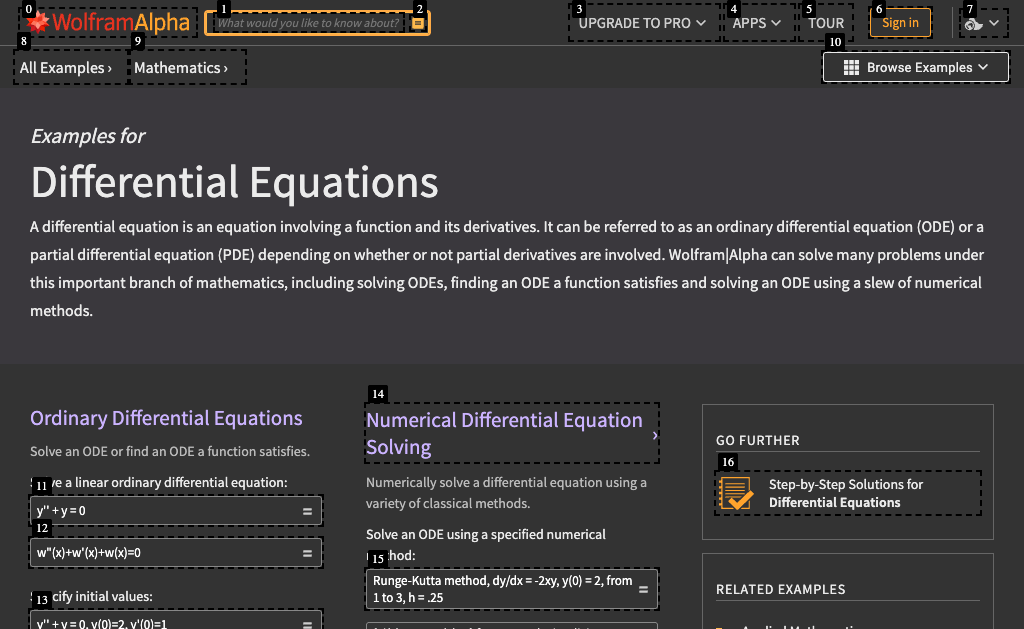 0
1
2
3
4
5
6
7
WolframAlpha
What would you like to know about?
UPGRADE TO PRO
APPS
TOUR
Sign in
8
9
10
All Examples ›
Mathematics ›
Browse Examples
Examples for
Differential Equations
A differential equation is an equation involving a function and its derivatives. It can be referred to as an ordinary differential equation (ODE) or a
partial differential equation (PDE) depending on whether or not partial derivatives are involved. Wolfram|Alpha can solve many problems under
this important branch of mathematics, including solving ODEs, finding an ODE a function satisfies and solving an ODE using a slew of numerical
methods.
Ordinary Differential Equations
Solve an ODE or find an ODE a function satisfies.
11
a linear ordinary differential equation:
y'' + y = 0
=
12
w''(x)+w'(x)+w(x)=0
=
13
initial values:
y'' + y = 0, y(0)=2, y'(0)=1
=
14
Numerical Differential Equation
Solving
›
Numerically solve a differential equation using a
variety of classical methods.
Solve an ODE using a specified numerical
15
Runge-Kutta method, dy/dx = -2xy, y(0) = 2, from
1 to 3, h = .25
=
GO FURTHER
16
Step-by-Step Solutions for
Differential Equations
RELATED EXAMPLES